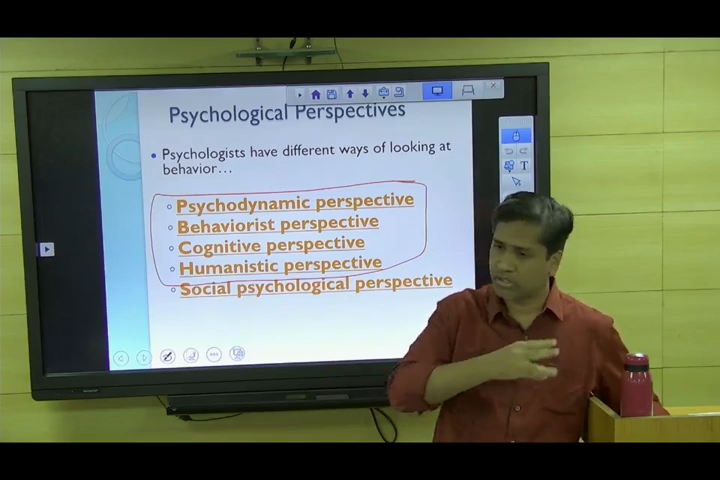 Psychological Perspectives
• Psychologists have different ways of looking at
behavior...
◦ Psychodynamic perspective
◦ Behaviorist perspective
◦ Cognitive perspective
◦ Humanistic perspective
◦ Social psychological perspective
T